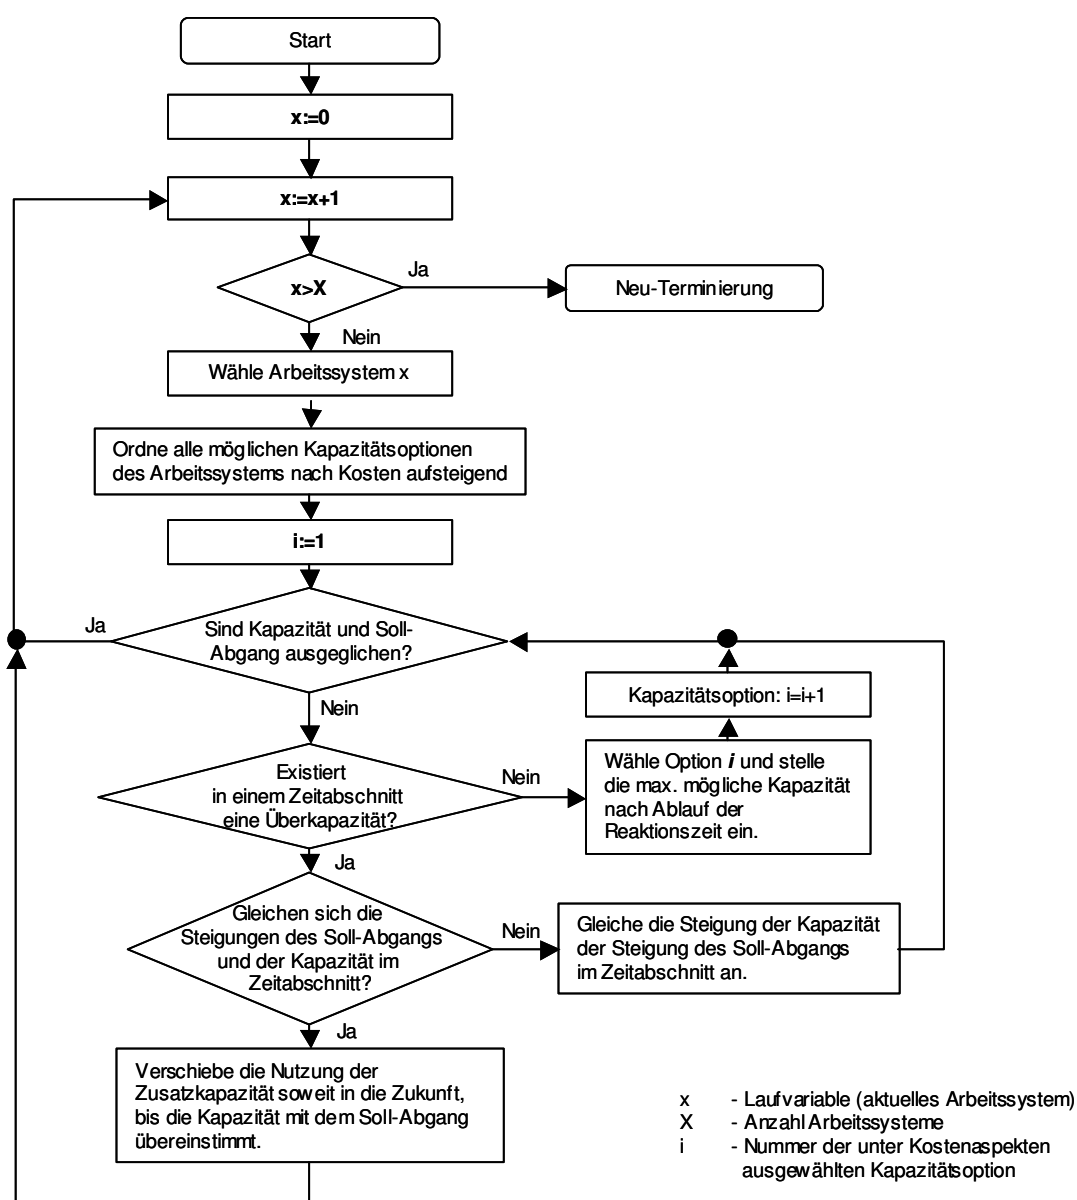 Start
x:=0
x:=x+1
x>X
Ja
Neu-Terminierung
Nein
Wähle Arbeitssystem x
Ordne alle möglichen Kapazitätsoptionen
des Arbeitssystems nach Kosten aufsteigend
i:=1
Ja
Sind Kapazität und Soll-
Abgang ausgeglichen?
Nein
Kapazitätsoption: i=i+1
Existiert
in einem Zeitabschnitt
eine Überkapazität?
Nein
Wähle Option i und stelle
die max. mögliche Kapazität
nach Ablauf der
Reaktionszeit ein.
Ja
Gleichen sich die
Steigungen des Soll-Abgangs
und der Kapazität im
Zeitabschnitt?
Nein
Gleiche die Steigung der Kapazität
der Steigung des Soll-Abgangs
im Zeitabschnitt an.
Ja
Verschiebe die Nutzung der
Zusatzkapazität soweit in die Zukunft,
bis die Kapazität mit dem Soll-Abgang
übereinstimmt.
x - Laufvariable (aktuelles Arbeitssystem)
X - Anzahl Arbeitssysteme
i - Nummer der unter Kostenaspekten
ausgewählten Kapazitätsoption